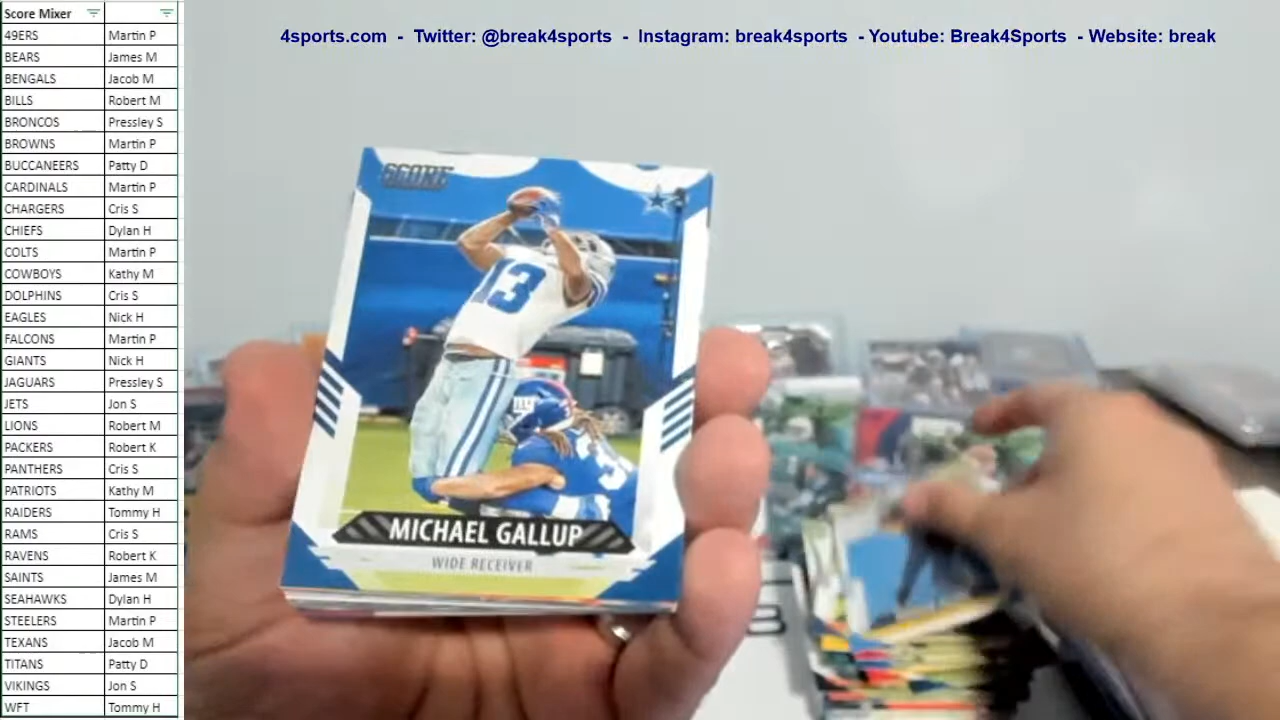 Score Mixer
49ERS Martin P
BEARS James M
BENGALS Jacob M
BILLS Robert M
BRONCOS Pressley S
BROWNS Martin P
BUCCANEERS Patty D
CARDINALS Martin P
CHARGERS Cris S
CHIEFS Dylan H
COLTS Martin P
COWBOYS Kathy M
DOLPHINS Cris S
EAGLES Nick H
FALCONS Martin P
GIANTS Nick H
JAGUARS Pressley S
JETS Jon S
LIONS Robert M
PACKERS Robert K
PANTHERS Cris S
PATRIOTS Kathy M
RAIDERS Tommy H
RAMS Cris S
RAVENS Robert K
SAINTS James M
SEAHAWKS Dylan H
STEELERS Martin P
TEXANS Jacob M
TITANS Patty D
VIKINGS Jon S
WFT Tommy H
4sports.com - Twitter: @break4sports - Instagram: break4sports - Youtube: Break4Sports - Website: break
SCORE
13
MICHAEL GALLUP
WIDE RECEIVER